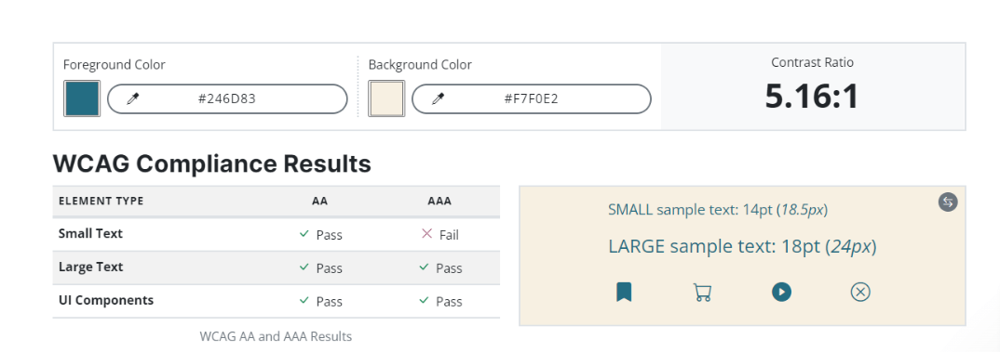 Foreground Color
Background Color
Contrast Ratio
#246D83
#F7F0E2
5.16:1
WCAG Compliance Results
ELEMENT TYPE AA AAA
Small Text Pass Fail
Large Text Pass Pass
UI Components Pass Pass
WCAG AA and AAA Results
SMALL sample text: 14pt (18.5px)
LARGE sample text: 18pt (24px)